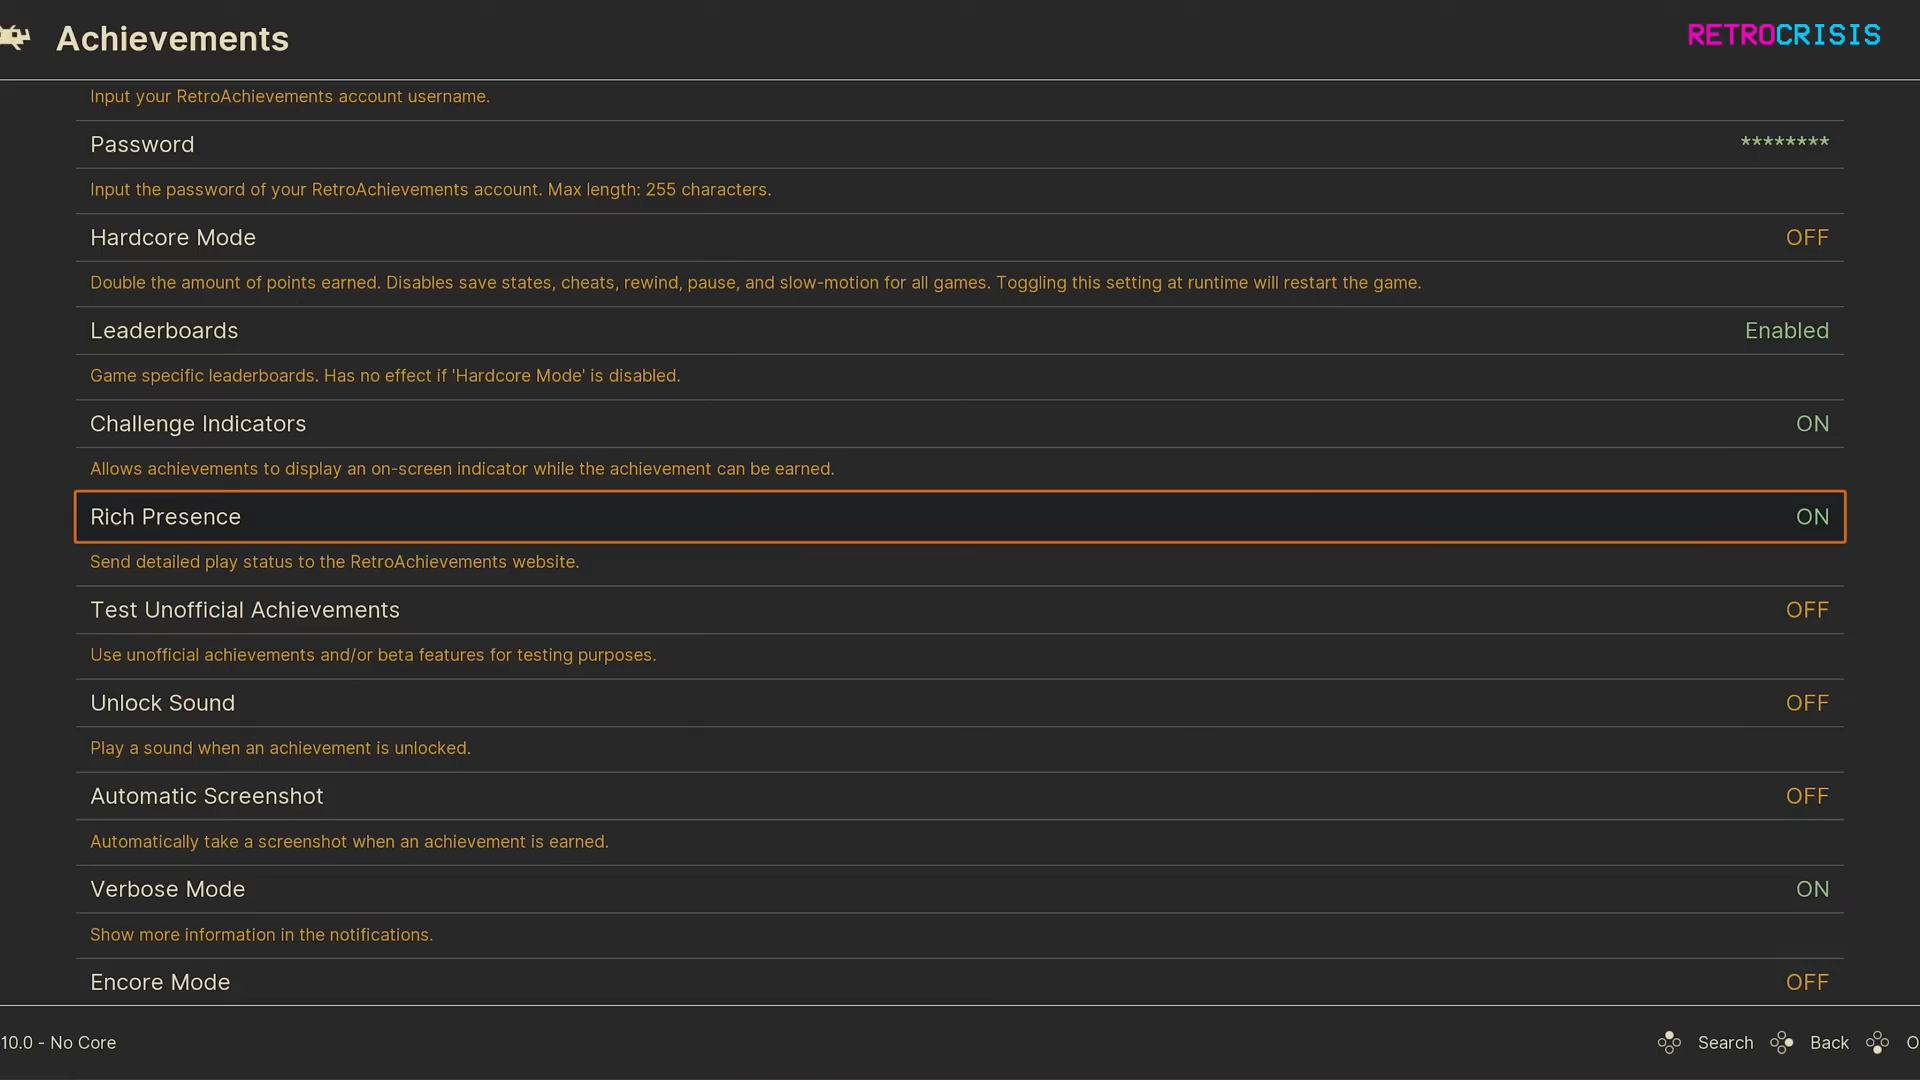 Achievements
RETROCRISIS
Input your RetroAchievements account username.
Password ********
Input the password of your RetroAchievements account. Max length: 255 characters.
Hardcore Mode OFF
Double the amount of points earned. Disables save states, cheats, rewind, pause, and slow-motion for all games. Toggling this setting at runtime will restart the game.
Leaderboards Enabled
Game specific leaderboards. Has no effect if 'Hardcore Mode' is disabled.
Challenge Indicators ON
Allows achievements to display an on-screen indicator while the achievement can be earned.
Rich Presence ON
Send detailed play status to the RetroAchievements website.
Test Unofficial Achievements OFF
Use unofficial achievements and/or beta features for testing purposes.
Unlock Sound OFF
Play a sound when an achievement is unlocked.
Automatic Screenshot OFF
Automatically take a screenshot when an achievement is earned.
Verbose Mode ON
Show more information in the notifications.
Encore Mode OFF
10.0 - No Core Search Back O